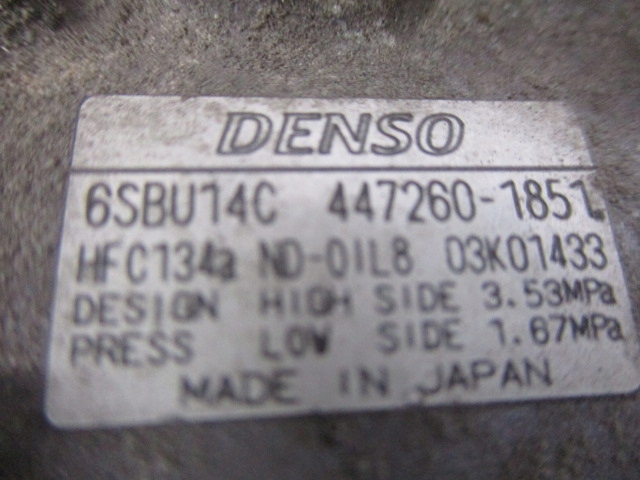 DENSO
6SBU14C 447260-1851
HFC134a ND-OIL8 03K01433
DESIGN HIGH SIDE 3.53MPa
PRESS LOW SIDE 1.67MPa
MADE IN JAPAN